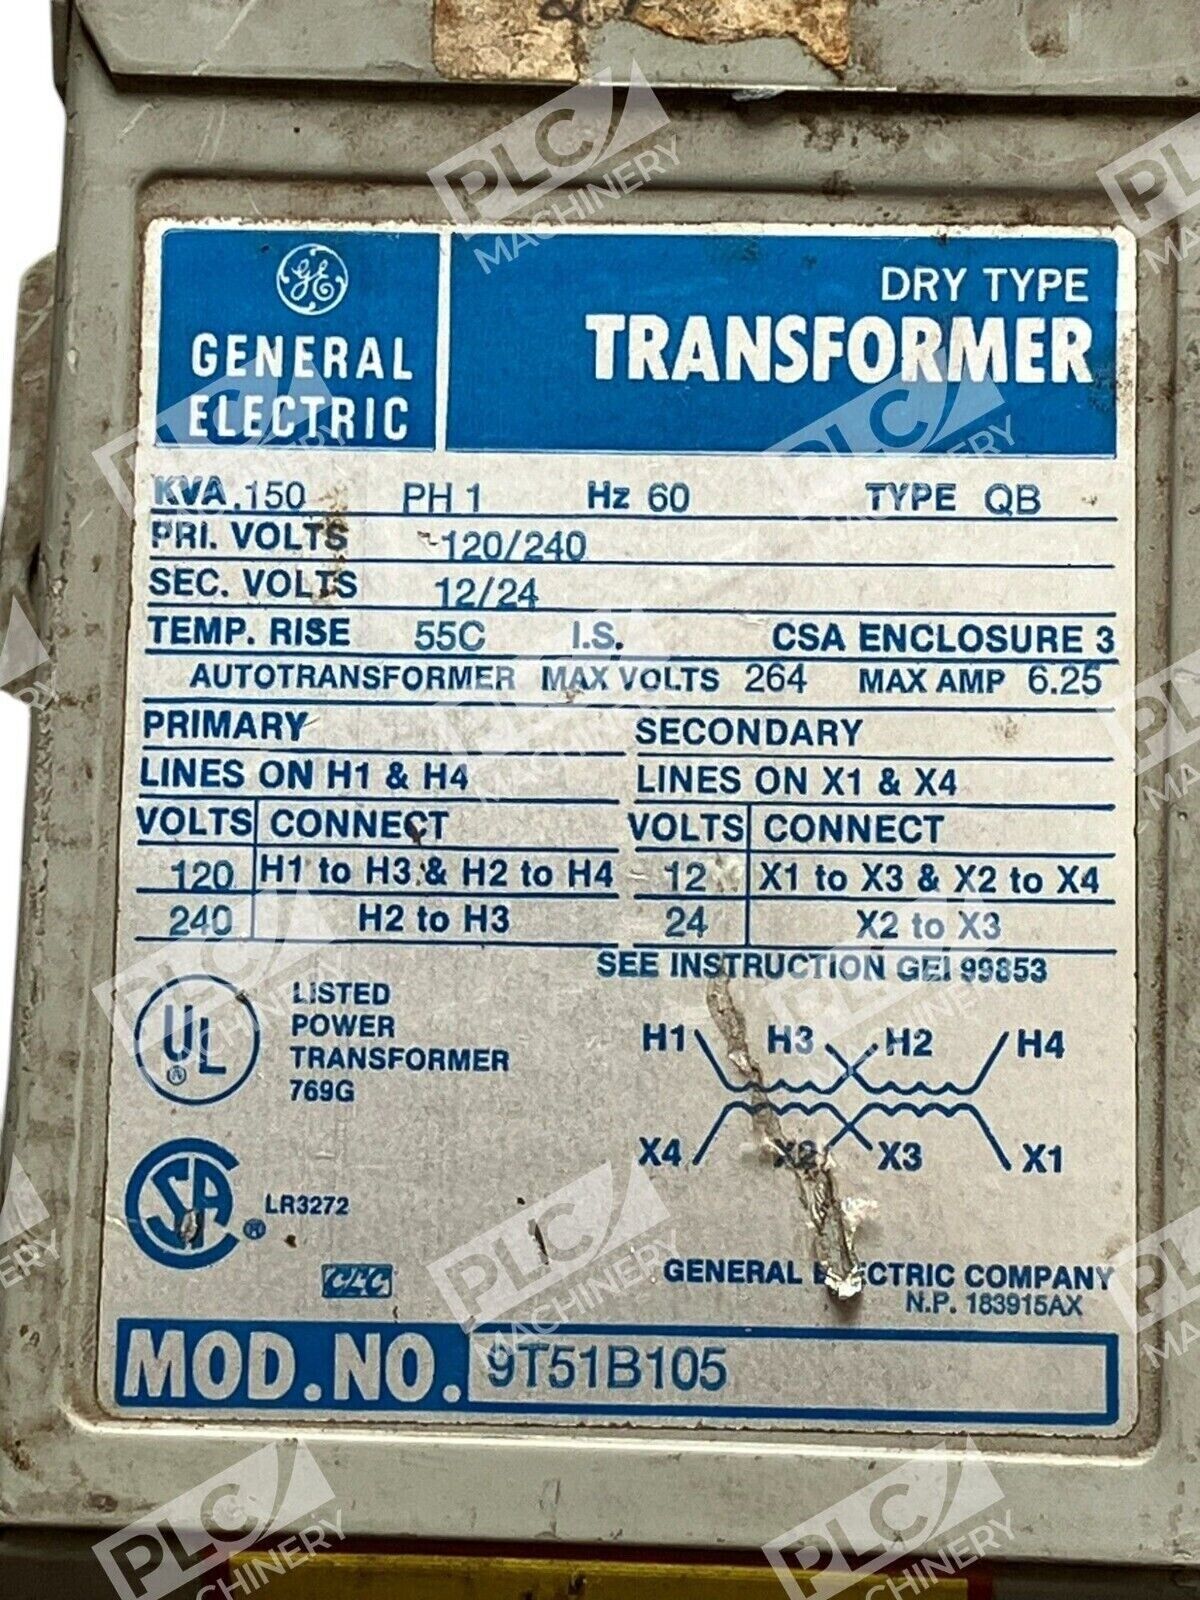 GE
GENERAL
ELECTRIC
DRY TYPE
TRANSFORMER
KVA .150 PH 1 Hz 60 TYPE QB
PRI. VOLTS 120/240
SEC. VOLTS 12/24
TEMP. RISE 55C I.S. CSA ENCLOSURE 3
AUTOTRANSFORMER MAX VOLTS 264 MAX AMP 6.25
PRIMARY
LINES ON H1 & H4
VOLTS CONNECT
120 H1 to H3 & H2 to H4
240 H2 to H3
SECONDARY
LINES ON X1 & X4
VOLTS CONNECT
12 X1 to X3 & X2 to X4
24 X2 to X3
SEE INSTRUCTION GEI 99853
UL ®
LISTED
POWER
TRANSFORMER
769G
H1 H3 H2 H4
X4 X2 X3 X1
SA ®
LR3272
GENERAL ELECTRIC COMPANY
N.P. 183915AX
MOD.NO. 9T51B105
PLC
MACHINERY